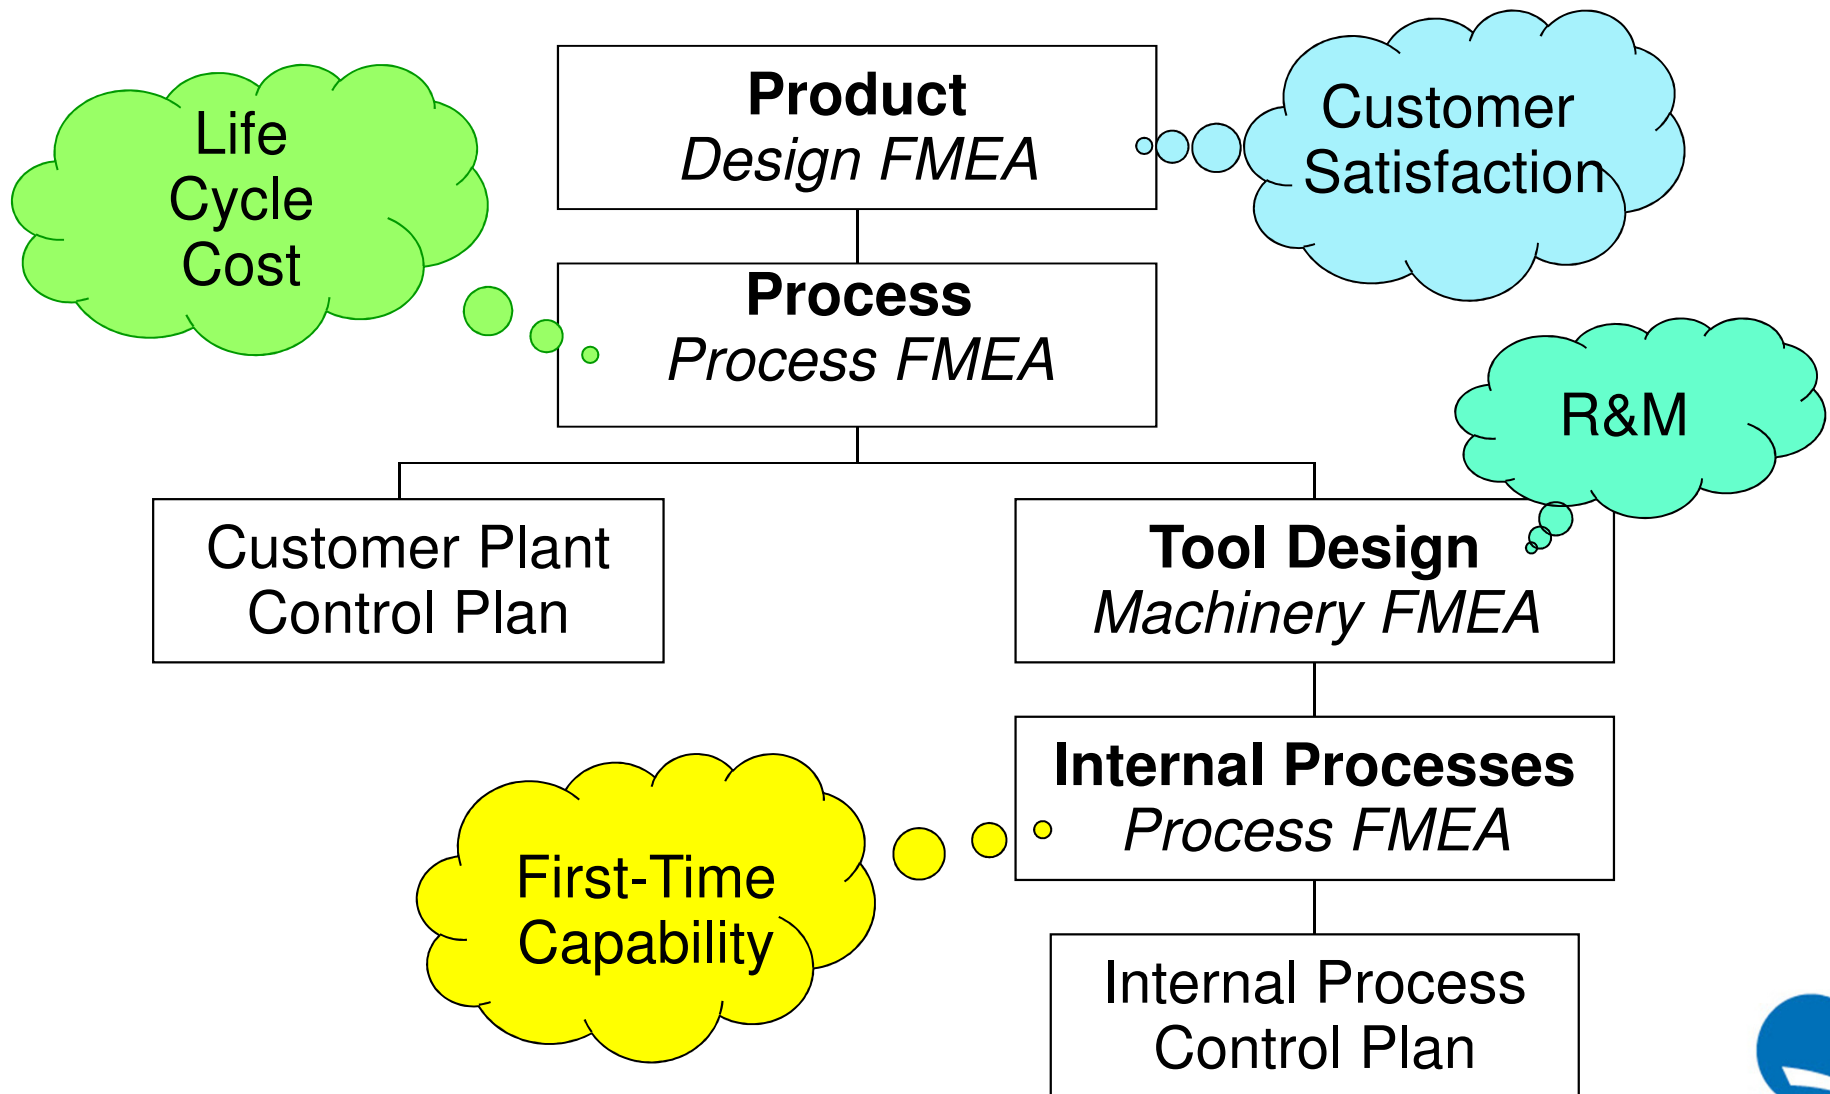 Product
Design FMEA
Customer
Satisfaction
Life
Cycle
Cost
Process
Process FMEA
R&M
Customer Plant
Control Plan
Tool Design
Machinery FMEA
Internal Processes
Process FMEA
First-Time
Capability
Internal Process
Control Plan